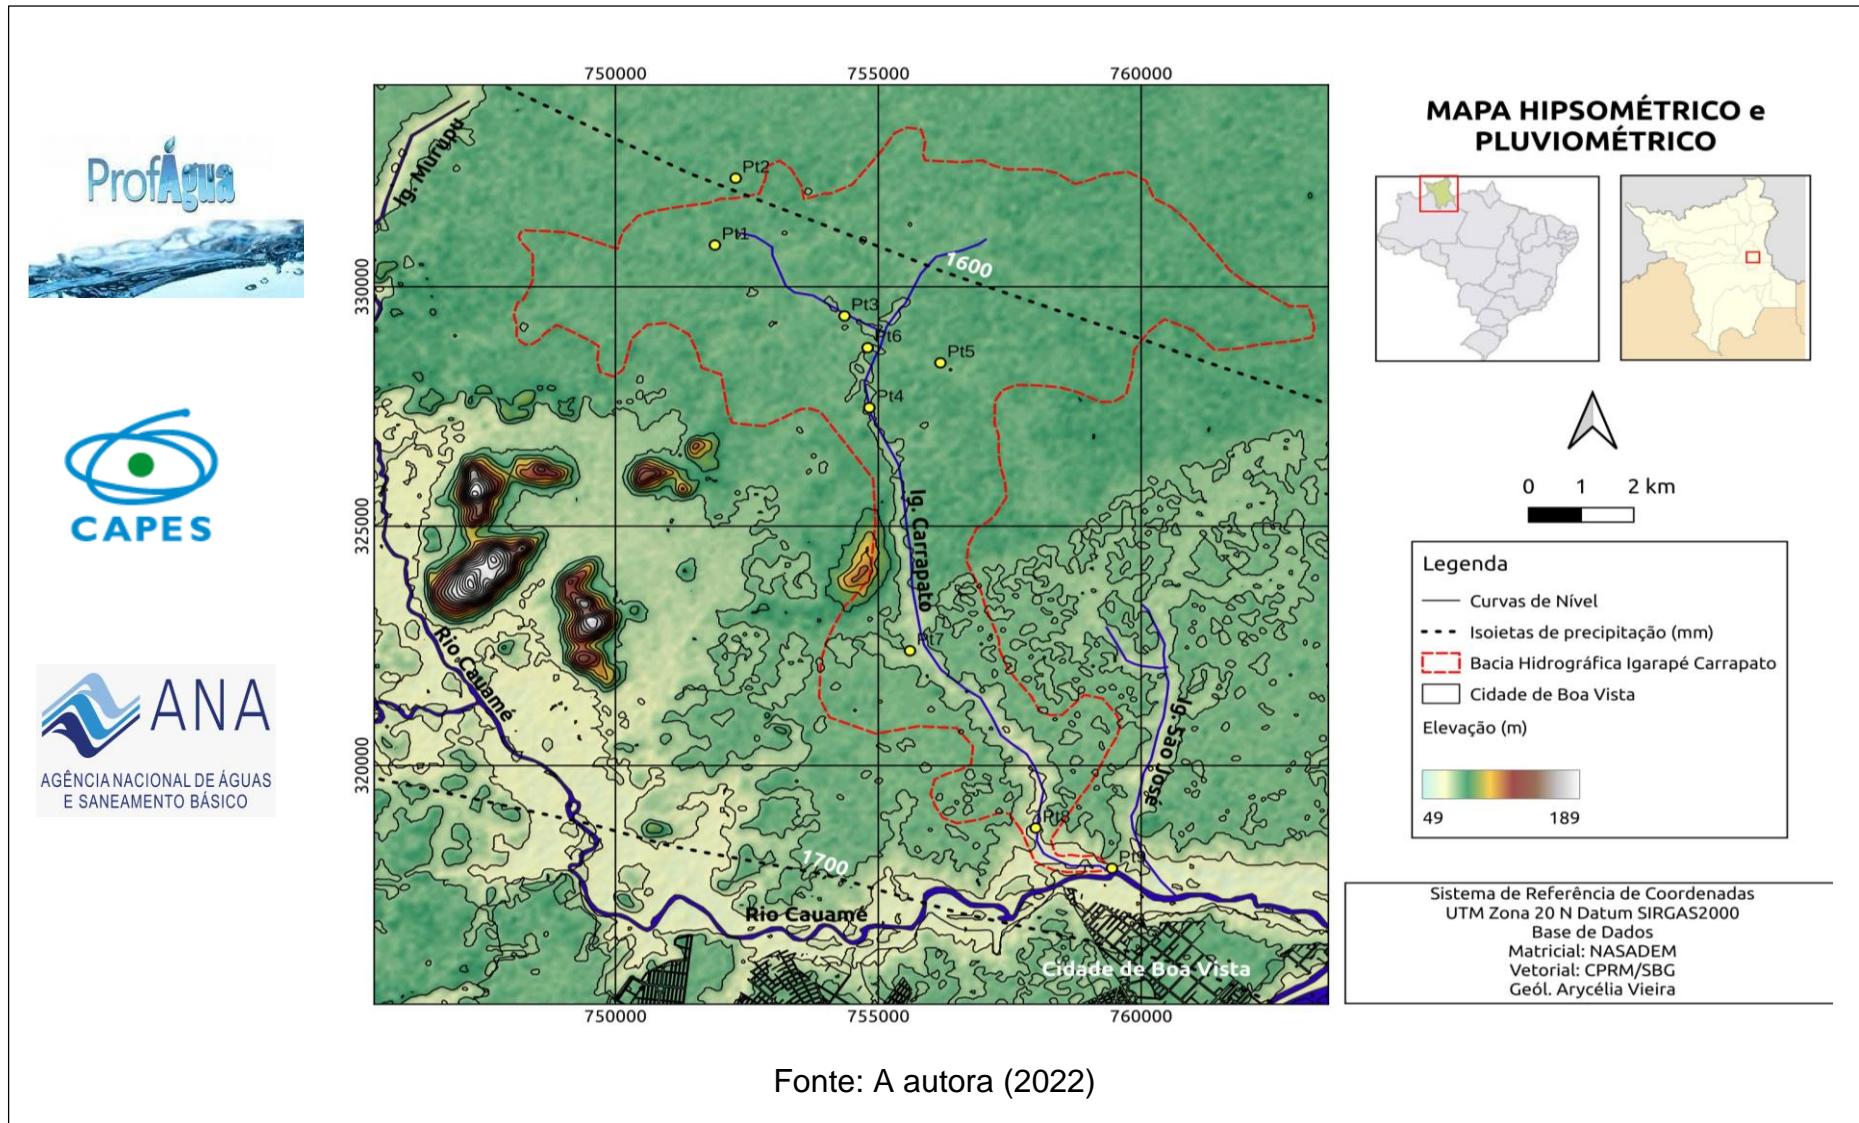 ProfÁgua
CAPES
ANA
AGÊNCIA NACIONAL DE ÁGUAS
E SANEAMENTO BÁSICO
750000
755000
760000
330000
325000
320000
Ig. Murupu
Pt2
Pt1
1600
Pt3
Pt6
Pt5
Pt4
Ig. Carrapato
Pt7
Rio Cauamé
Ig. Sao José
Pt8
Pt9
1700
Rio Cauamé
Cidade de Boa Vista
750000
755000
760000
MAPA HIPSOMÉTRICO e
PLUVIOMÉTRICO
0 1 2 km
Legenda
Curvas de Nível
Isoietas de precipitação (mm)
Bacia Hidrográfica Igarapé Carrapato
Cidade de Boa Vista
Elevação (m)
49 189
Sistema de Referência de Coordenadas
UTM Zona 20 N Datum SIRGAS2000
Base de Dados
Matricial: NASADEM
Vetorial: CPRM/SBG
Geól. Arycélia Vieira
Fonte: A autora (2022)